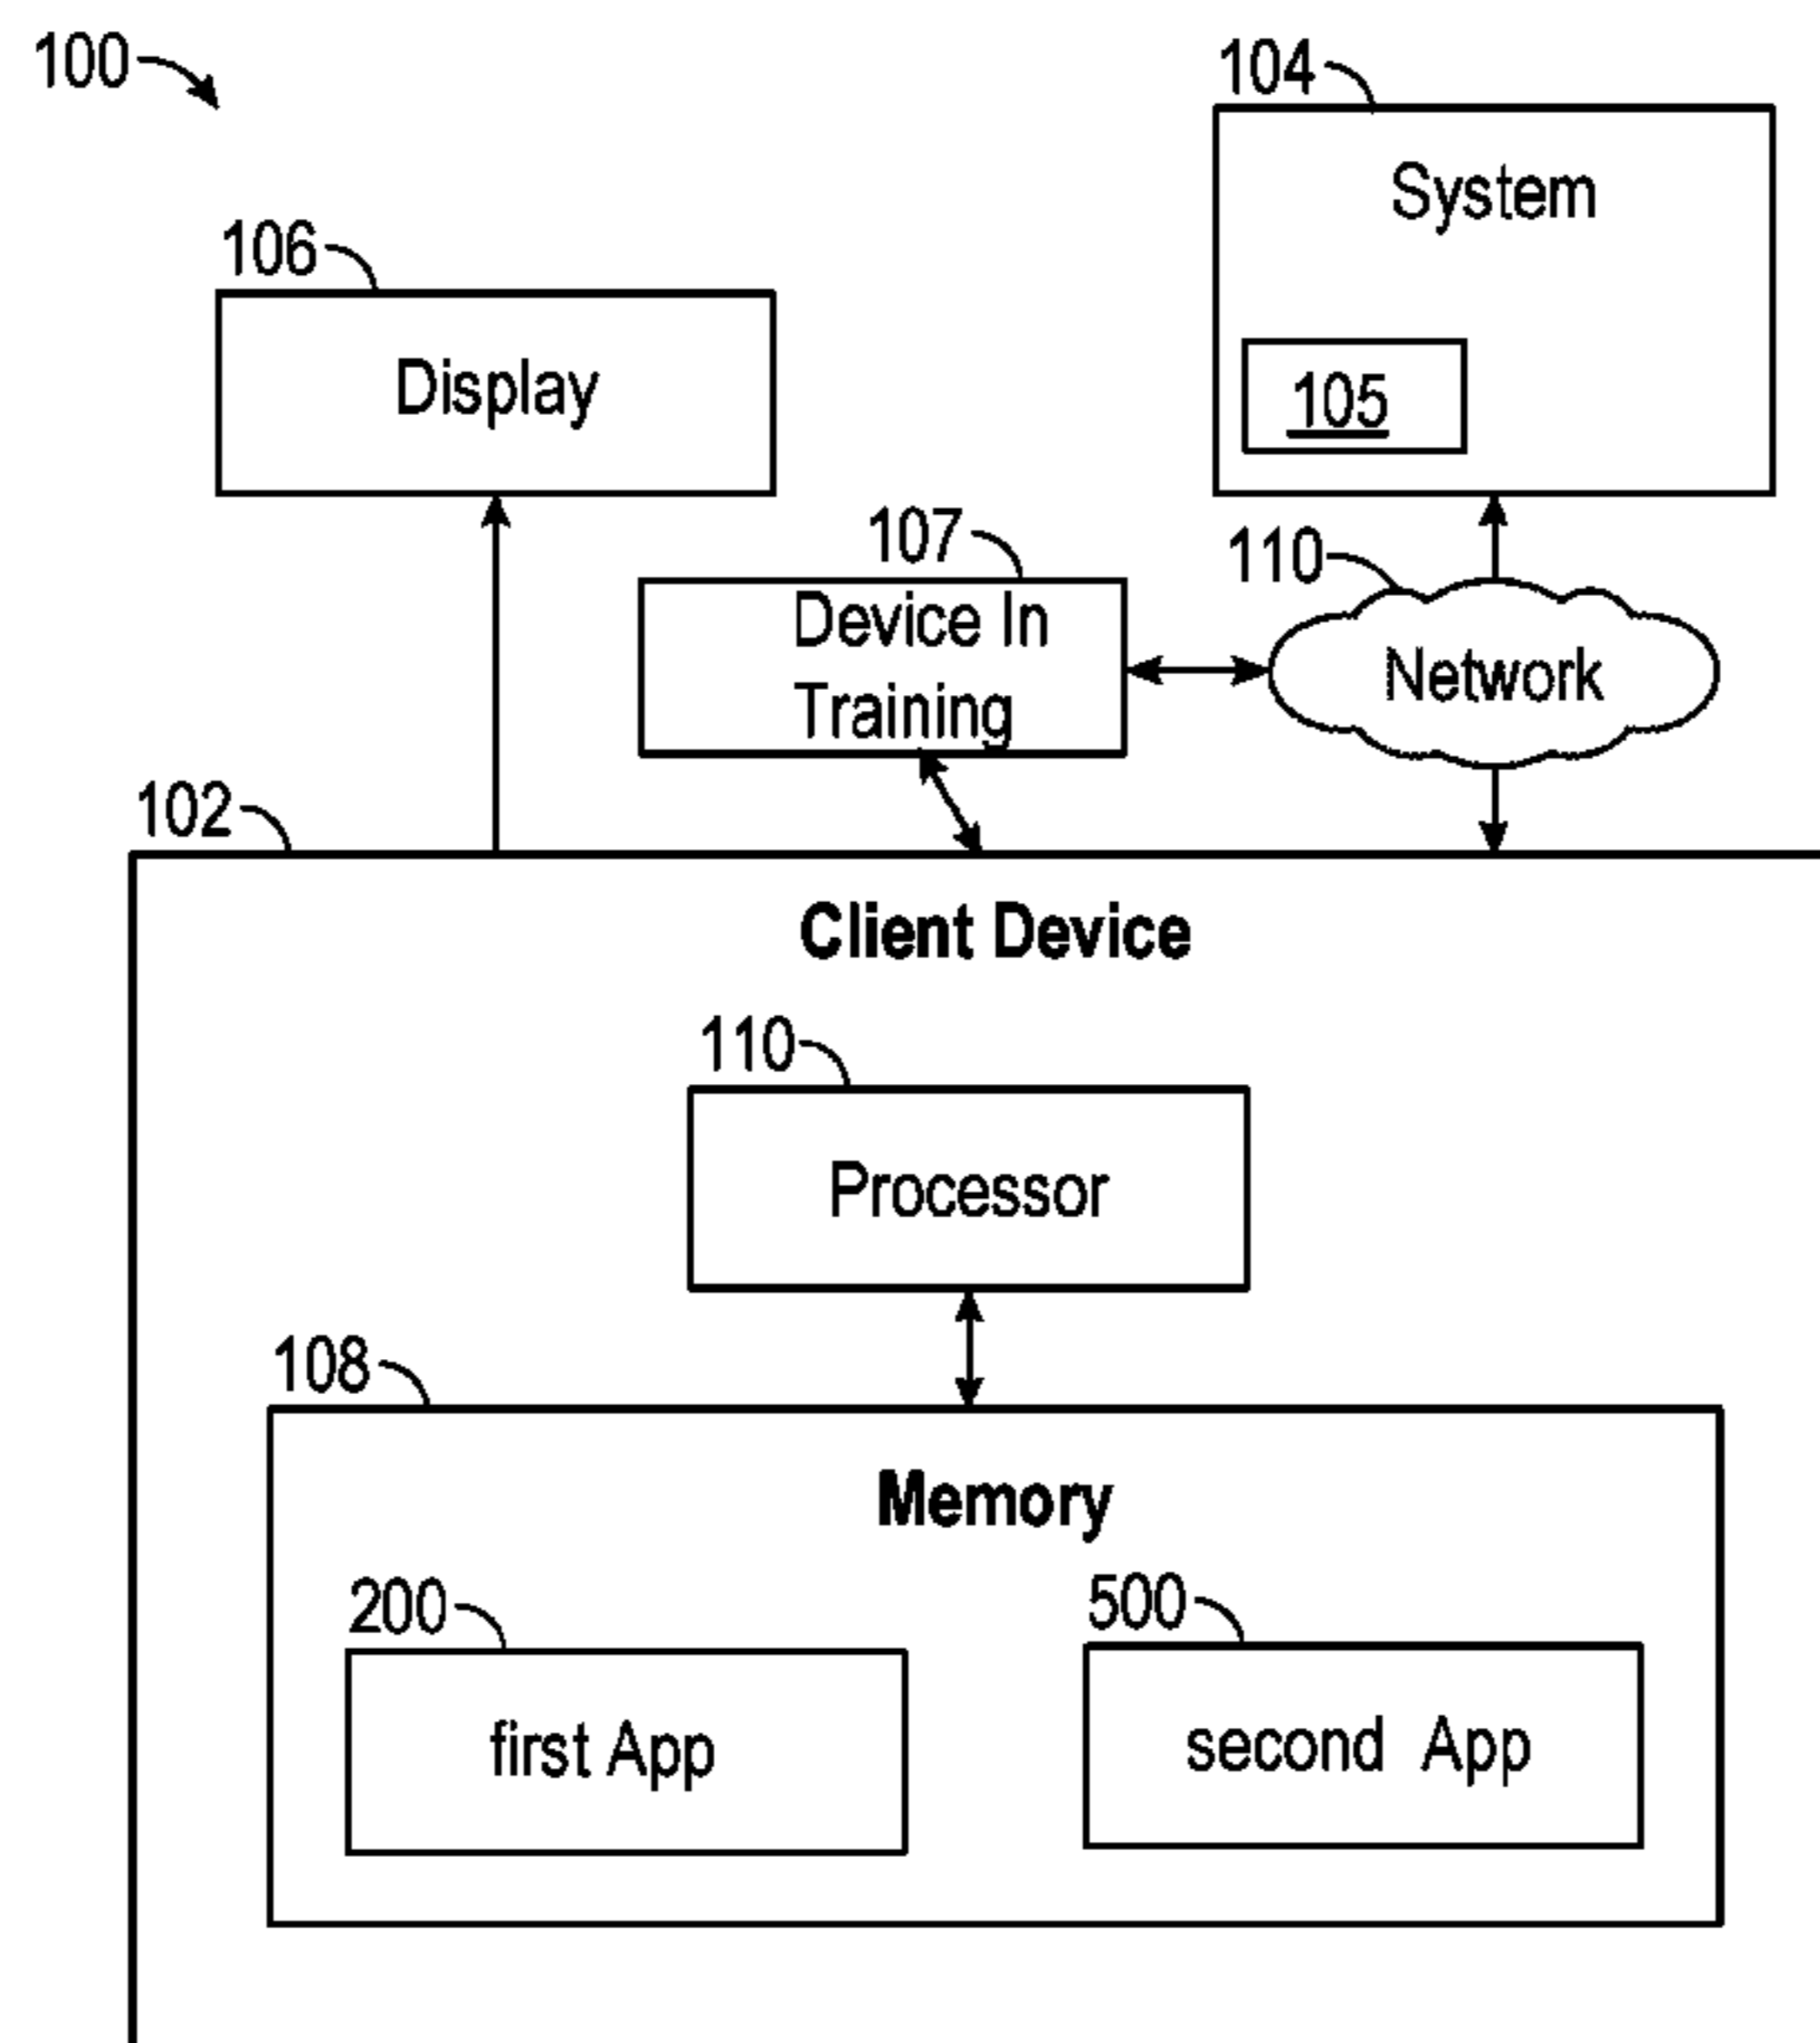 100
104
System
106
Display
105
107
110
Device In
Training
Network
102
Client Device
110
Processor
108
Memory
200
500
first App
second App